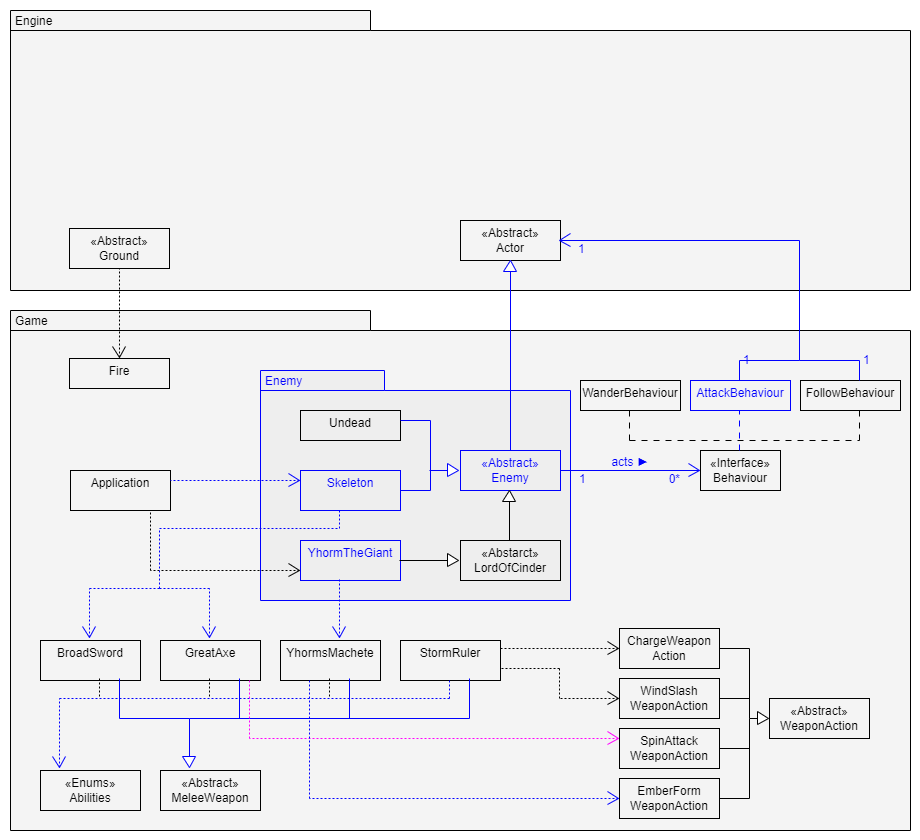 Engine
«Abstract»
Ground
«Abstract»
Actor
1
Game
Fire
Enemy
1
1
WanderBehaviour
AttackBehaviour
FollowBehaviour
Undead
«Abstract»
Enemy
acts ►
1
0*
«Interface»
Behaviour
Application
Skeleton
YhormTheGiant
«Abstarct»
LordOfCinder
BroadSword
GreatAxe
YhormsMachete
StormRuler
ChargeWeapon
Action
WindSlash
WeaponAction
«Abstract»
WeaponAction
SpinAttack
WeaponAction
EmberForm
WeaponAction
«Enums»
Abilities
«Abstract»
MeleeWeapon